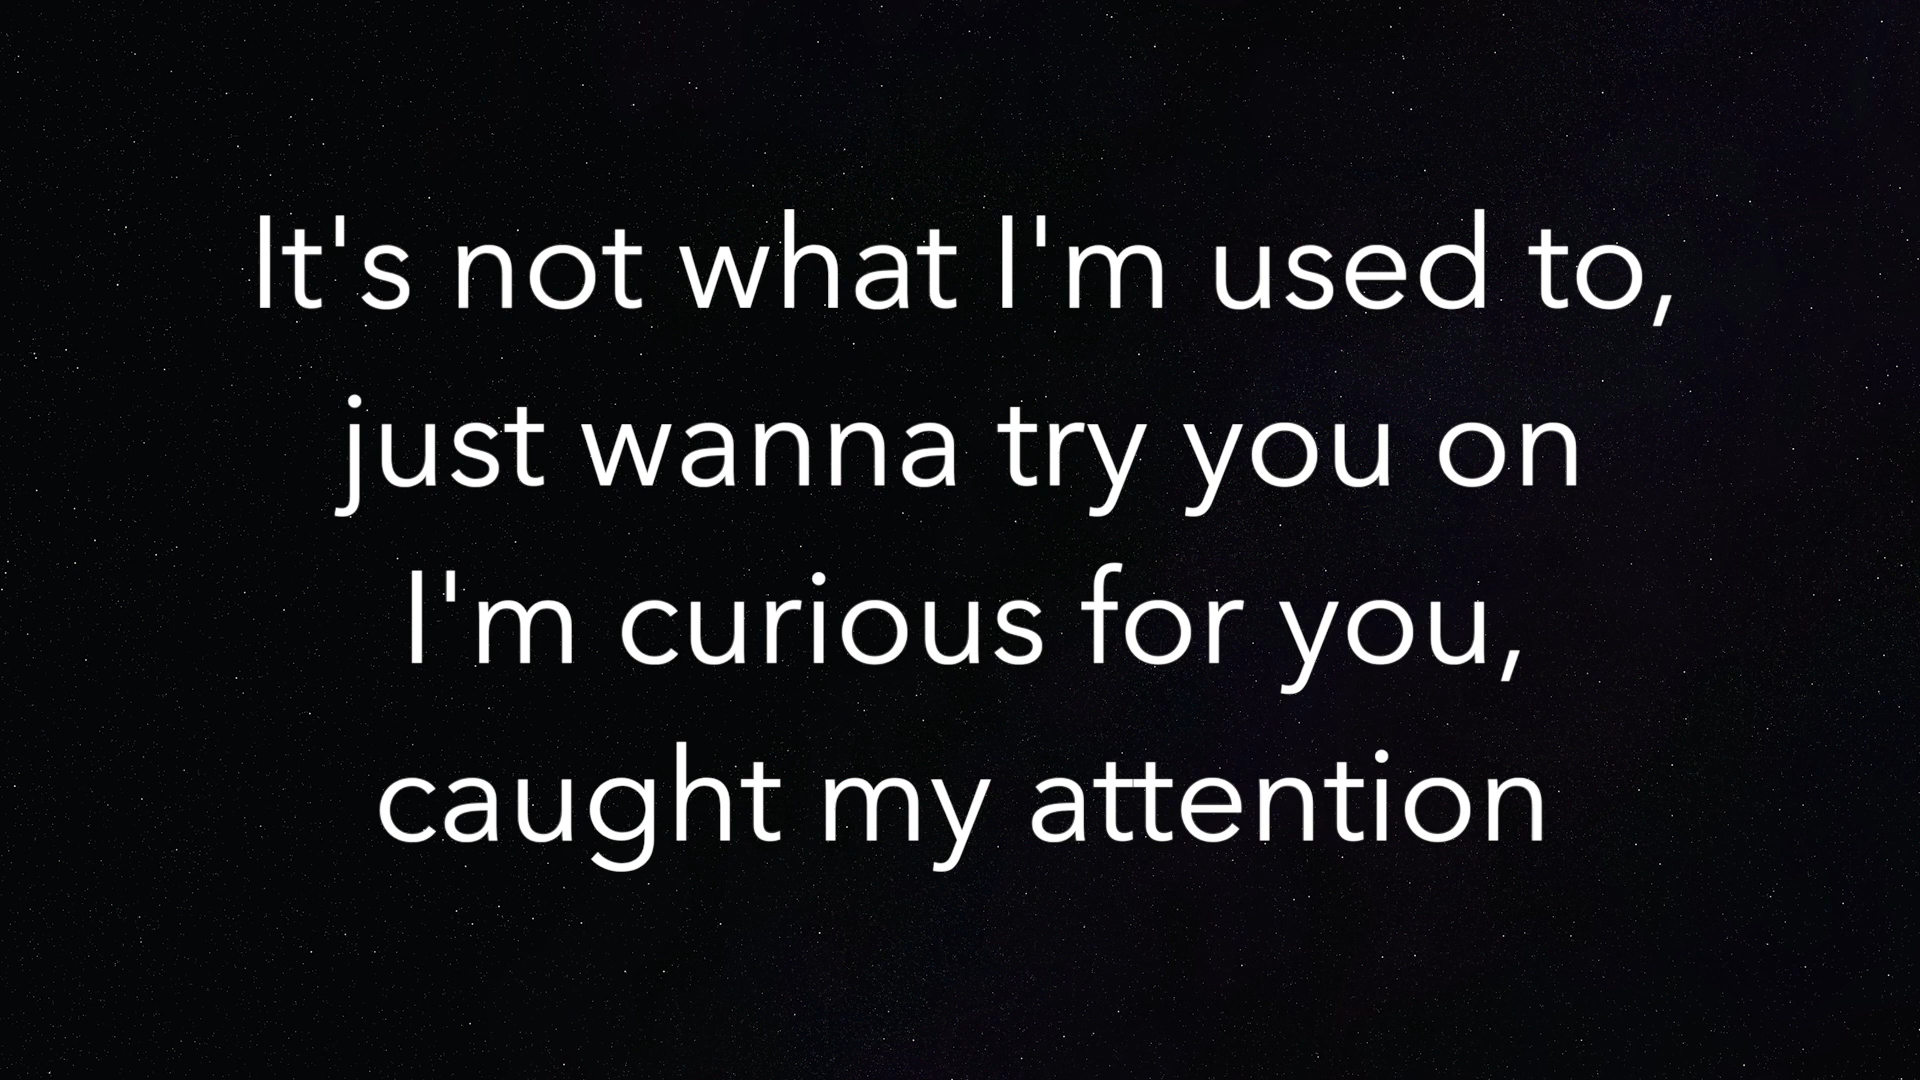 It's not what I'm used to,
just wanna try you on
I'm curious for you,
caught my attention